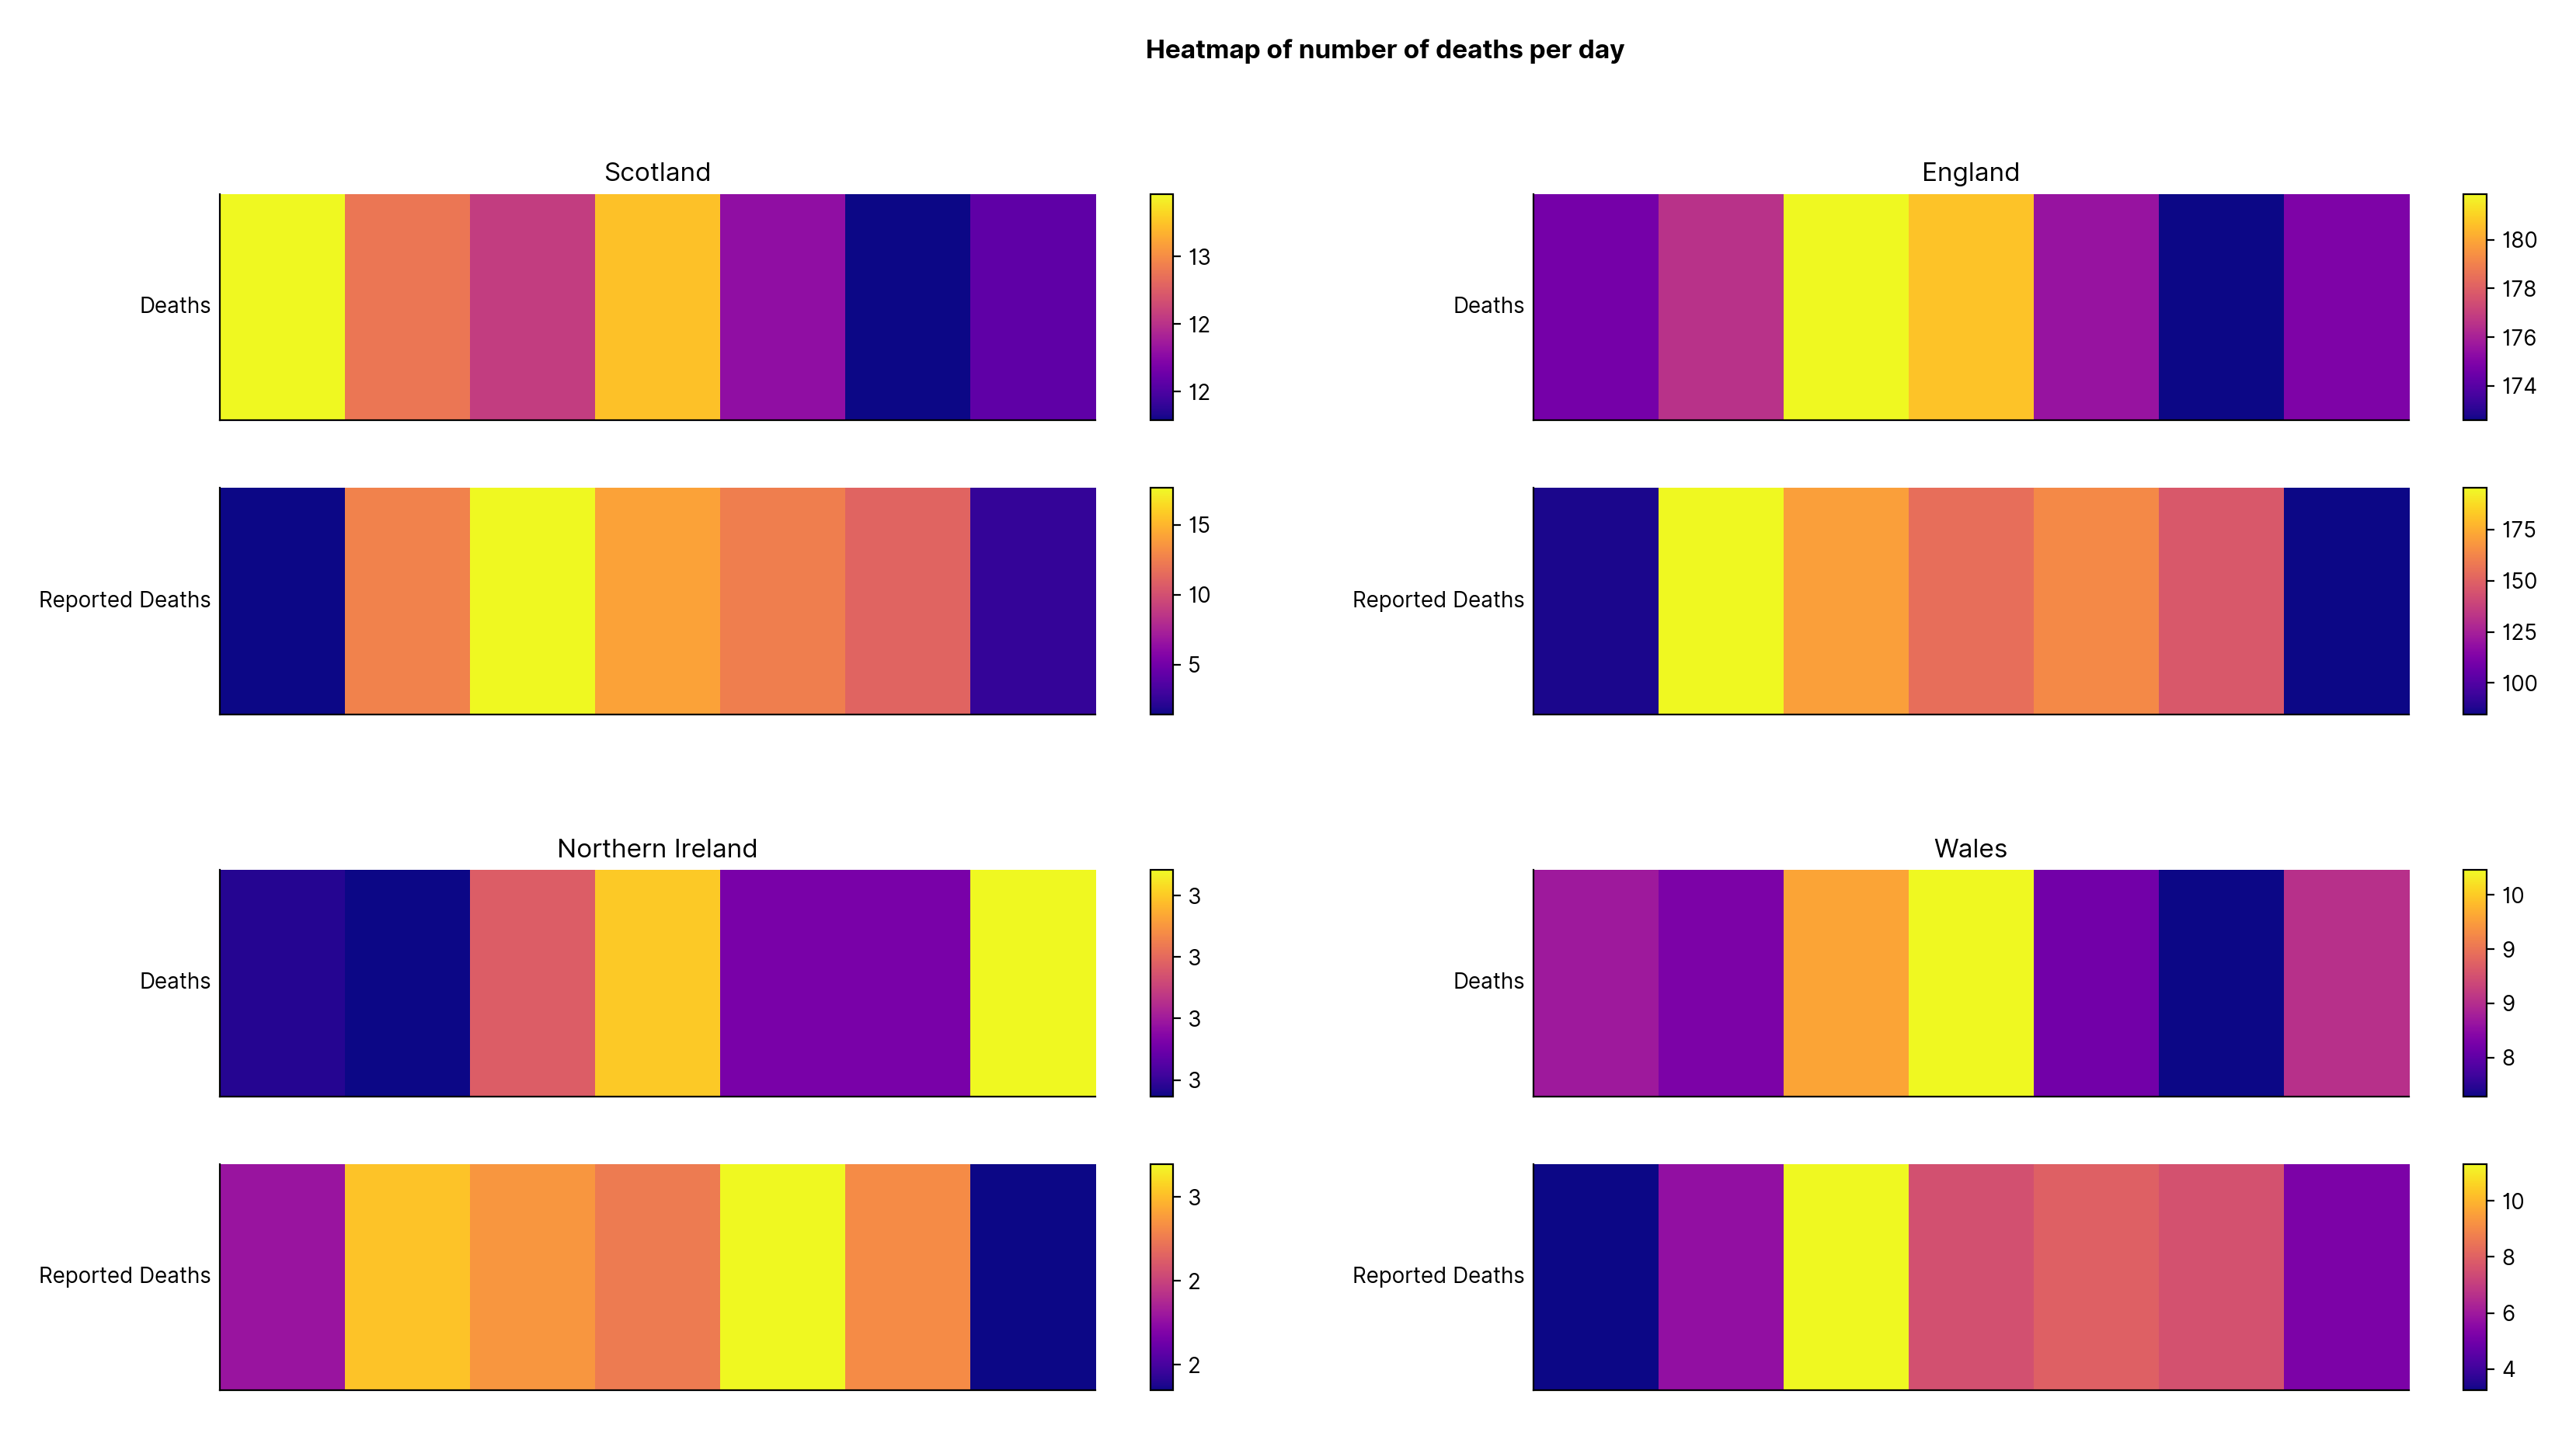 Heatmap of number of deaths per day
Scotland
Deaths
13
12
12
Reported Deaths
15
10
5
England
Deaths
180
178
176
174
Reported Deaths
175
150
125
100
Northern Ireland
Deaths
3
3
3
3
Reported Deaths
3
2
2
Wales
Deaths
10
9
9
8
Reported Deaths
10
8
6
4